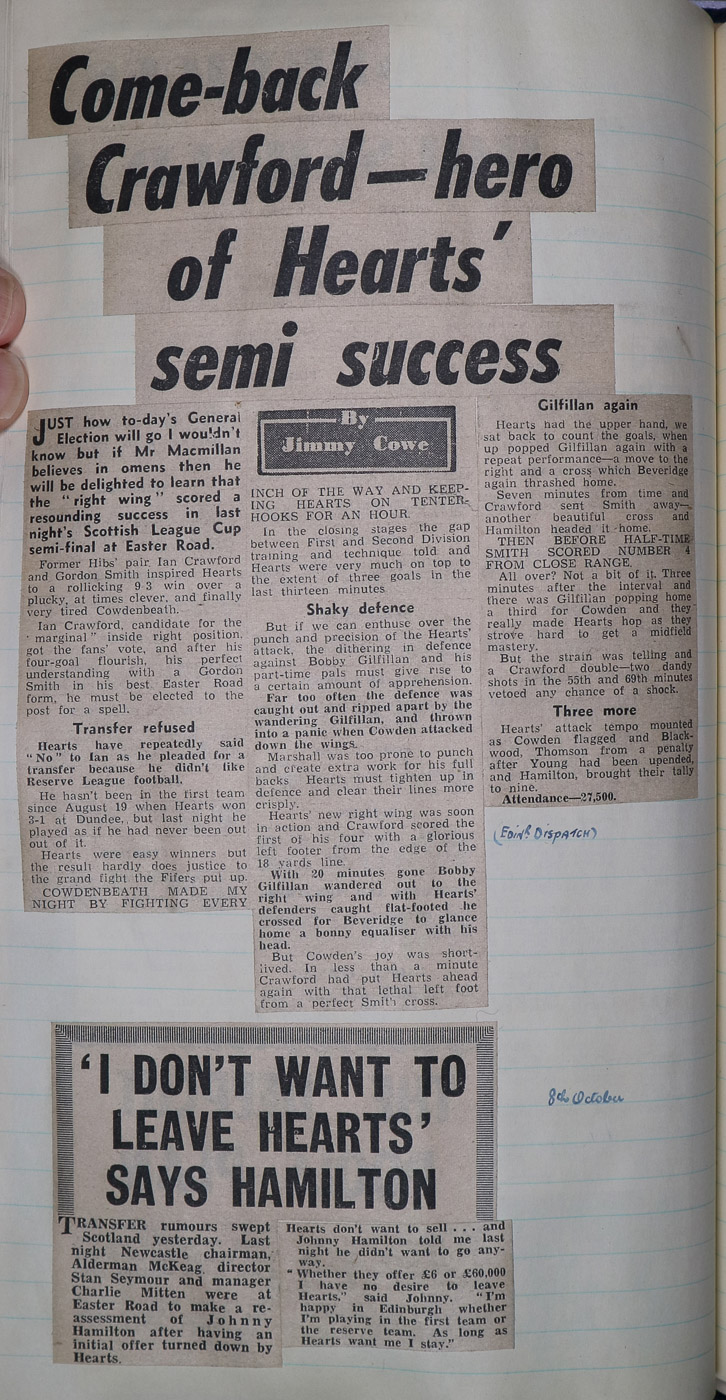 Come-back
Crawford—hero
of Hearts'
semi success
JUST how to-day's General
Election will go I wouldn't
know but if Mr Macmillan
believes in omens then he
will be delighted to learn that
the "right wing" scored a
resounding success in last
night's Scottish League Cup
semi-final at Easter Road.
Former Hibs' pair, Ian Crawford
and Gordon Smith inspired Hearts
to a rollicking 9-3 win over a
plucky, at times clever, and finally
very tired Cowdenbeath.
Ian Crawford, candidate for the
"marginal" inside right position,
got the fans' vote, and after his
four-goal flourish, his perfect
understanding with a Gordon
Smith in his best Easter Road
form, he must be elected to the
post for a spell.
Transfer refused
Hearts have repeatedly said
"No" to Ian as he pleaded for a
transfer because he didn't like
Reserve League football.
He hasn't been in the first team
since August 19 when Hearts won
3-1 at Dundee, but last night he
played as if he had never been out
out of it.
Hearts were easy winners but
the result hardly does justice to
the grand fight the Fifers put up.
COWDENBEATH MADE MY
NIGHT BY FIGHTING EVERY
By
Jimmy Cowe
INCH OF THE WAY AND KEEP-
ING HEARTS ON TENTER-
HOOKS FOR AN HOUR.
In the closing stages the gap
between First and Second Division
training and technique told and
Hearts were very much on top to
the extent of three goals in the
last thirteen minutes
Shaky defence
But if we can enthuse over the
punch and precision of the Hearts'
attack, the dithering in defence
against Bobby Gilfillan and his
part-time pals must give rise to
a certain amount of apprehension.
Far too often the defence was
caught out and ripped apart by the
wandering Gilfillan, and thrown
into a panic when Cowden attacked
down the wings.
Marshall was too prone to punch
and create extra work for his full
backs Hearts must tighten up in
defence and clear their lines more
crisply.
Hearts' new right wing was soon
in action and Crawford scored the
first of his four with a glorious
left footer from the edge of the
18 yards line.
With 20 minutes gone Bobby
Gilfillan wandered out to the
right wing and with Hearts'
defenders caught flat-footed he
crossed for Beveridge to glance
home a bonny equaliser with his
head.
But Cowden's joy was short-
lived. In less than a minute
Crawford had put Hearts ahead
again with that lethal left foot
from a perfect Smith cross.
Gilfillan again
Hearts had the upper hand, we
sat back to count the goals, when
up popped Gilfillan again with a
repeat performance—a move to the
right and a cross which Beveridge
again thrashed home.
Seven minutes from time and
Crawford sent Smith away—
another beautiful cross and
Hamilton headed it home.
THEN BEFORE HALF-TIME
SMITH SCORED NUMBER 4
FROM CLOSE RANGE.
All over? Not a bit of it. Three
minutes after the interval and
there was Gilfillan popping home
a third for Cowden and they
really made Hearts hop as they
strove hard to get a midfield
mastery.
But the strain was telling and
a Crawford double—two dandy
shots in the 55th and 69th minutes
vetoed any chance of a shock.
Three more
Hearts' attack tempo mounted
as Cowden flagged and Black-
wood, Thomson from a penalty
after Young had been upended,
and Hamilton, brought their tally
to nine.
Attendance—27,500.
(EDINR DISPATCH)
'I DON'T WANT TO
LEAVE HEARTS'
SAYS HAMILTON
TRANSFER rumours swept
Scotland yesterday. Last
night Newcastle chairman,
Alderman McKeag, director
Stan Seymour and manager
Charlie Mitten were at
Easter Road to make a re-
assessment of Johnny
Hamilton after having an
initial offer turned down by
Hearts.
Hearts don't want to sell . . . and
Johnny Hamilton told me last
night he didn't want to go any-
way.
"Whether they offer £6 or £60,000
I have no desire to leave
Hearts," said Johnny. "I'm
happy in Edinburgh whether
I'm playing in the first team or
the reserve team. As long as
Hearts want me I stay."
8th October